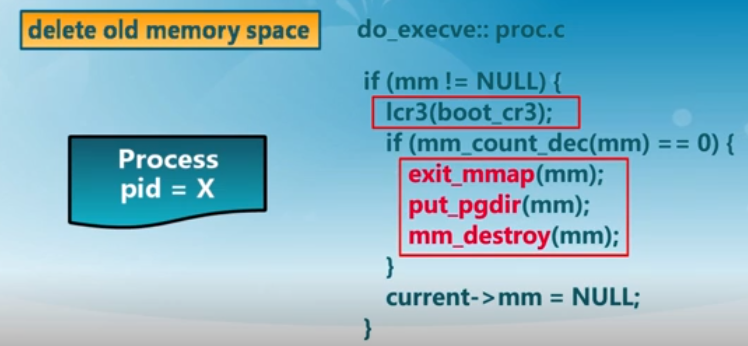 delete old memory space
do_execve:: proc.c
if (mm != NULL) {
lcr3(boot_cr3);
if (mm_count_dec(mm) == 0) {
exit_mmap(mm);
put_pgdir(mm);
mm_destroy(mm);
}
current->mm = NULL;
}
Process
pid = X